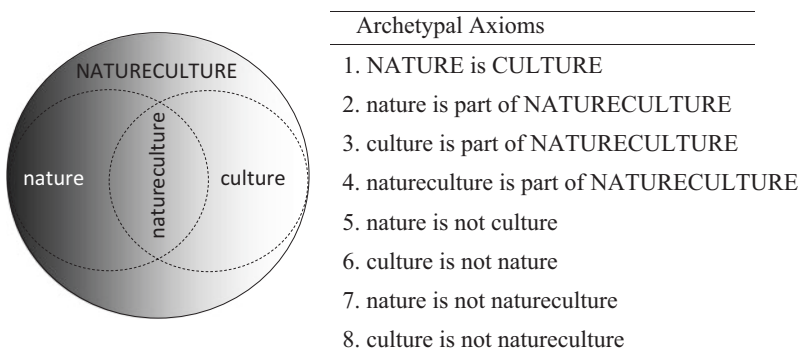 NATURECULTURE
nature
natureculture
culture
Archetypal Axioms
1. NATURE is CULTURE
2. nature is part of NATURECULTURE
3. culture is part of NATURECULTURE
4. natureculture is part of NATURECULTURE
5. nature is not culture
6. culture is not nature
7. nature is not natureculture
8. culture is not natureculture